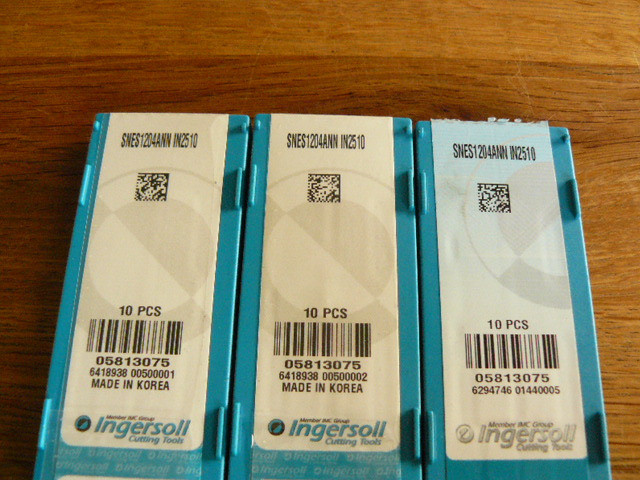 SNES1204ANN IN2510
10 PCS
05813075
6418938 00500001
MADE IN KOREA
Member IMC Group
Ingersoll
Cutting Tools
SNES1204ANN IN2510
10 PCS
05813075
6418938 00500002
MADE IN KOREA
Member IMC Group
Ingersoll
Cutting Tools
SNES1204ANN IN2510
10 PCS
05813075
6294746 01440005
Member IMC Group
Ingersoll
Cutting Tools